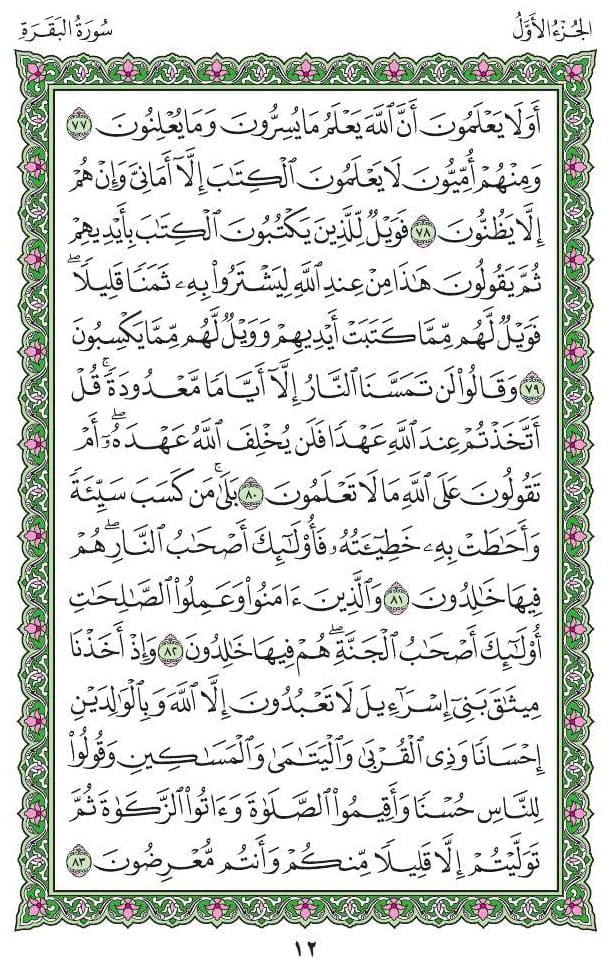 الجُزْءُ الأَوَّلُ سُورَةُ البَقَرَةِ
أَوَلَا يَعْلَمُونَ أَنَّ ٱللَّهَ يَعْلَمُ مَا يُسِرُّونَ وَمَا يُعْلِنُونَ ٧٧
وَمِنْهُمْ أُمِّيُّونَ لَا يَعْلَمُونَ ٱلْكِتَٰبَ إِلَّآ أَمَانِىَّ وَإِنْ هُمْ
إِلَّا يَظُنُّونَ ٧٨ فَوَيْلٌ لِّلَّذِينَ يَكْتُبُونَ ٱلْكِتَٰبَ بِأَيْدِيهِمْ
ثُمَّ يَقُولُونَ هَٰذَا مِنْ عِندِ ٱللَّهِ لِيَشْتَرُوا۟ بِهِۦ ثَمَنًا قَلِيلًا ۖ
فَوَيْلٌ لَّهُم مِّمَّا كَتَبَتْ أَيْدِيهِمْ وَوَيْلٌ لَّهُم مِّمَّا يَكْسِبُونَ
٧٩ وَقَالُوا۟ لَن تَمَسَّنَا ٱلنَّارُ إِلَّآ أَيَّامًا مَّعْدُودَةً ۚ قُلْ
أَتَّخَذْتُمْ عِندَ ٱللَّهِ عَهْدًا فَلَن يُخْلِفَ ٱللَّهُ عَهْدَهُۥٓ ۖ أَمْ
تَقُولُونَ عَلَى ٱللَّهِ مَا لَا تَعْلَمُونَ ٨٠ بَلَىٰ ۚ مَن كَسَبَ سَيِّئَةً
وَأَحَٰطَتْ بِهِۦ خَطِيٓـَٔتُهُۥ فَأُو۟لَٰٓئِكَ أَصْحَٰبُ ٱلنَّارِ ۖ هُمْ
فِيهَا خَٰلِدُونَ ٨١ وَٱلَّذِينَ ءَامَنُوا۟ وَعَمِلُوا۟ ٱلصَّٰلِحَٰتِ
أُو۟لَٰٓئِكَ أَصْحَٰبُ ٱلْجَنَّةِ ۖ هُمْ فِيهَا خَٰلِدُونَ ٨٢ وَإِذْ أَخَذْنَا
مِيثَٰقَ بَنِىٓ إِسْرَٰٓءِيلَ لَا تَعْبُدُونَ إِلَّا ٱللَّهَ وَبِٱلْوَٰلِدَيْنِ
إِحْسَانًا وَذِى ٱلْقُرْبَىٰ وَٱلْيَتَٰمَىٰ وَٱلْمَسَٰكِينِ وَقُولُوا۟
لِلنَّاسِ حُسْنًا وَأَقِيمُوا۟ ٱلصَّلَوٰةَ وَءَاتُوا۟ ٱلزَّكَوٰةَ ثُمَّ
تَوَلَّيْتُمْ إِلَّا قَلِيلًا مِّنكُمْ وَأَنتُم مُّعْرِضُونَ ٨٣
١٢